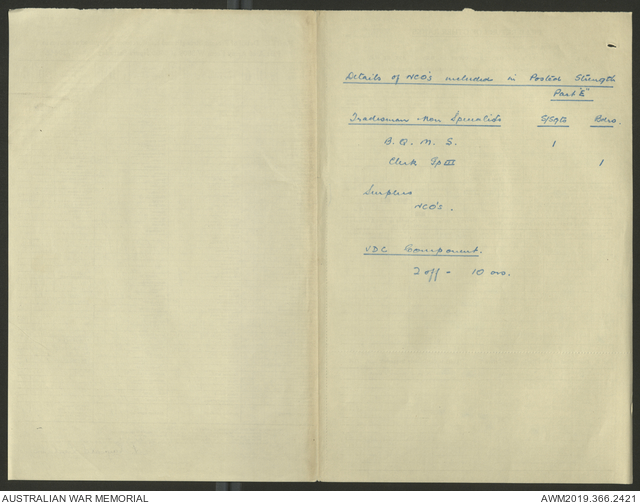 Details of NCO's included in Posted Strength
Part "E"
Tradesman - Non Specialists S/Sgts Bdrs.
B. Q. M. S. 1
Clerk Gp III 1
Surplus
NCO's.
VDC Component.
2 off - 10 ors.
AUSTRALIAN WAR MEMORIAL AWM2019.366.2421